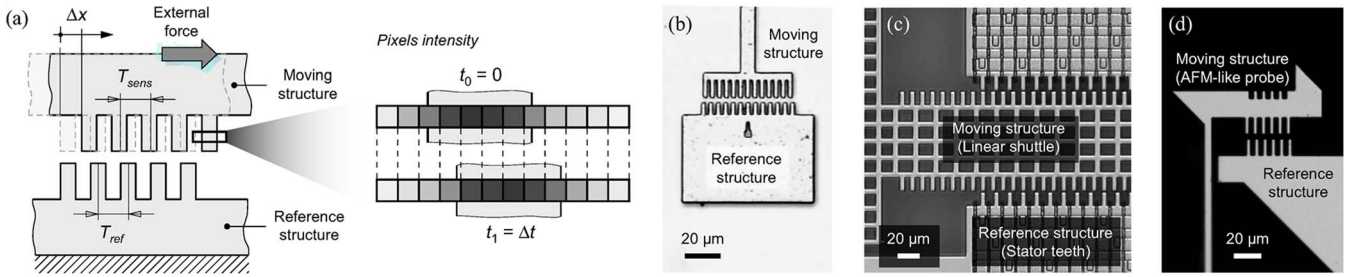 (a)
Δx
External
force
T_sens
Moving
structure
T_ref
Reference
structure
Pixels intensity
t₀ = 0
t₁ = Δt
(b)
Moving
structure
Reference
structure
20 μm
(c)
Moving structure
(Linear shuttle)
Reference structure
(Stator teeth)
20 μm
(d)
Moving structure
(AFM-like probe)
Reference
structure
20 μm